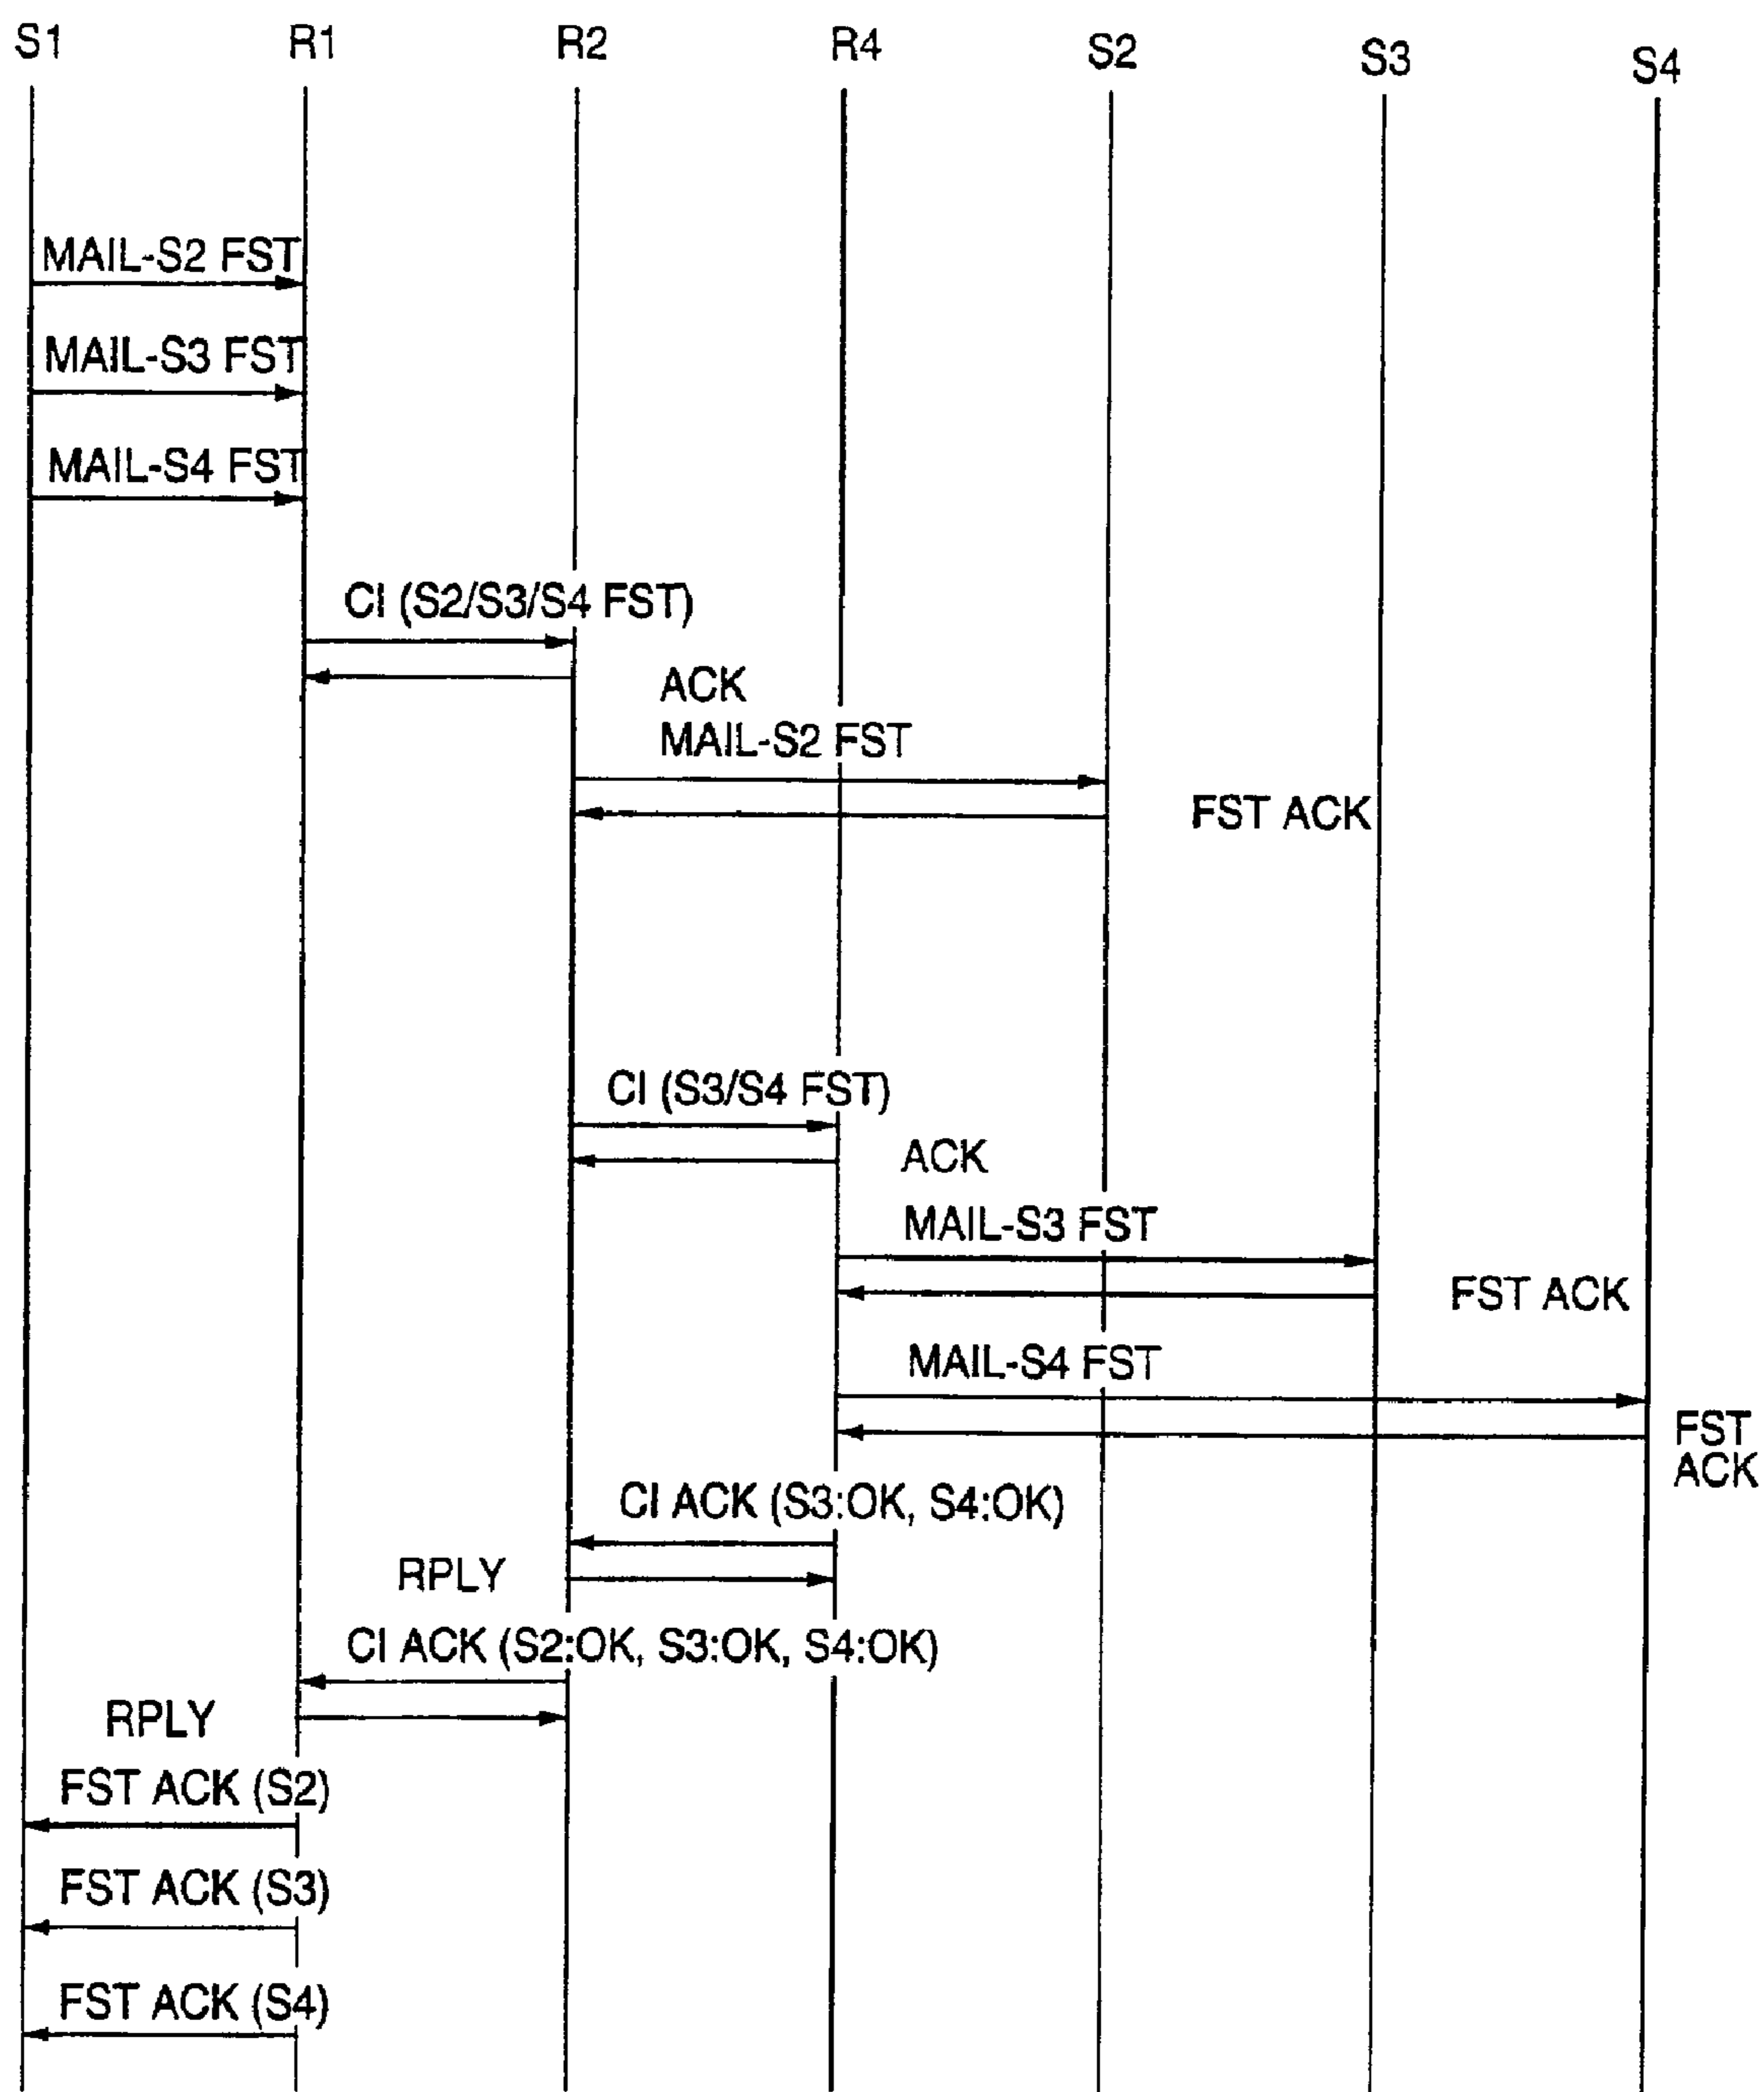 S1 R1 R2 R4 S2 S3 S4
MAIL-S2 FST
MAIL-S3 FST
MAIL-S4 FST
CI (S2/S3/S4 FST)
ACK
MAIL-S2 FST
FST ACK
CI (S3/S4 FST)
ACK
MAIL-S3 FST
FST ACK
MAIL-S4 FST
FST
ACK
CI ACK (S3:OK, S4:OK)
RPLY
CI ACK (S2:OK, S3:OK, S4:OK)
RPLY
FST ACK (S2)
FST ACK (S3)
FST ACK (S4)